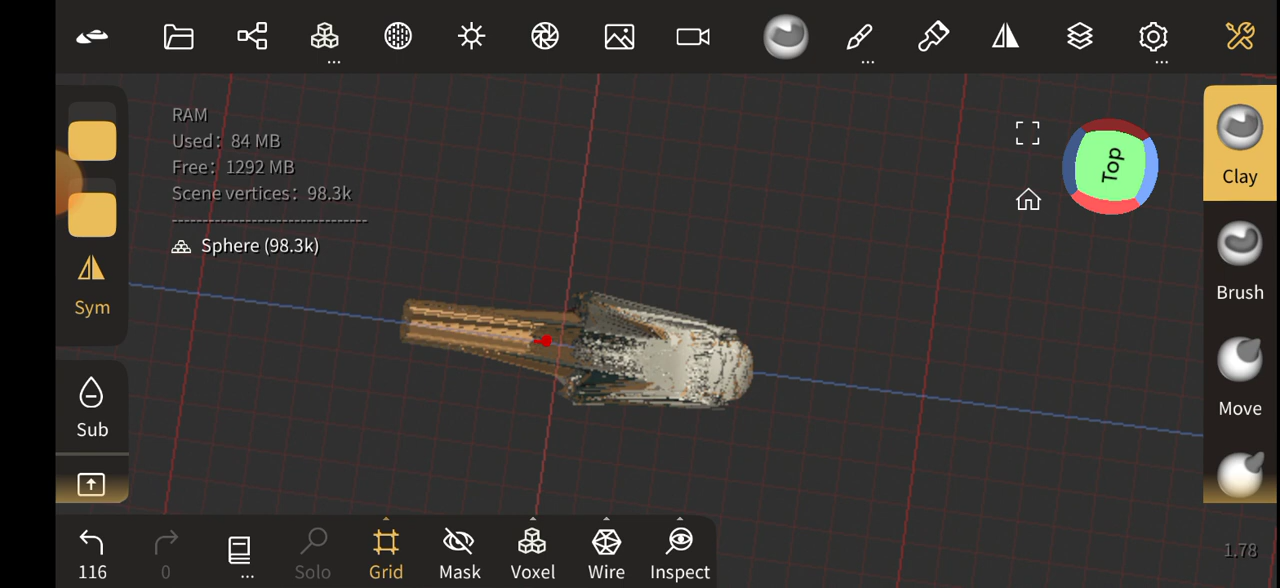 RAM
Used: 84 MB
Free: 1292 MB
Scene vertices: 98.3k
--------------------------------
Sphere (98.3k)
Top
Clay
Brush
Move
Sym
Sub
116
0
...
Solo
Grid
Mask
Voxel
Wire
Inspect
1.78